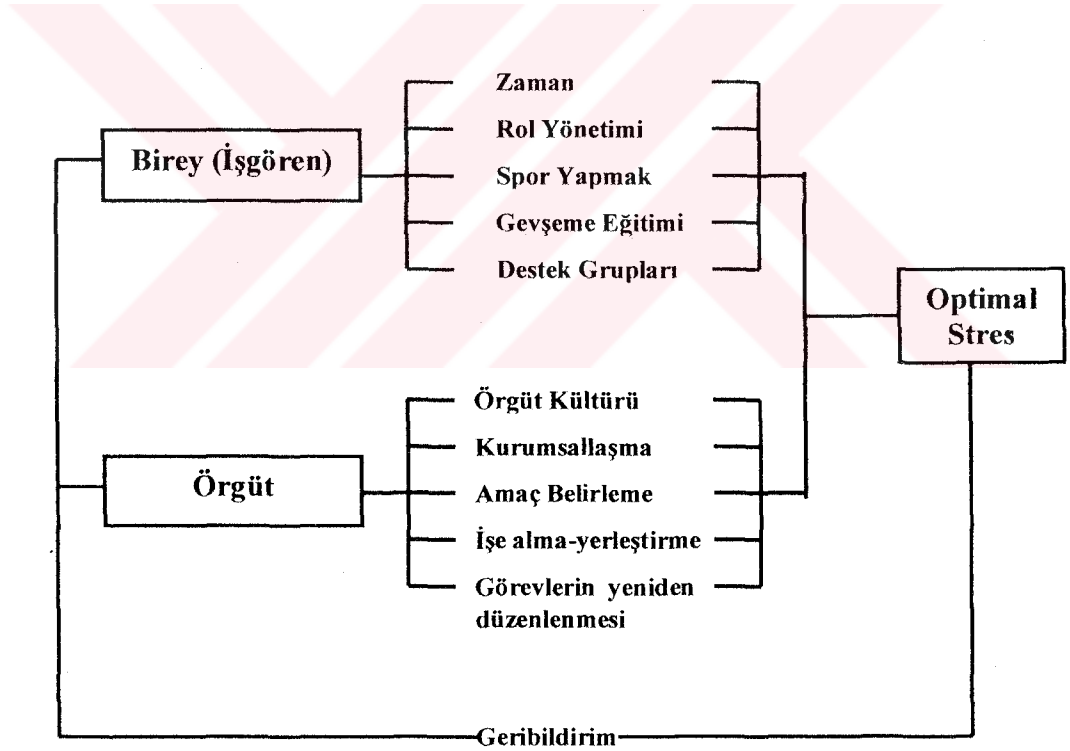 Birey (İşgören)
Zaman
Rol Yönetimi
Spor Yapmak
Gevşeme Eğitimi
Destek Grupları
Optimal
Stres
Örgüt
Örgüt Kültürü
Kurumsallaşma
Amaç Belirleme
İşe alma-yerleştirme
Görevlerin yeniden
düzenlenmesi
Geribildirim